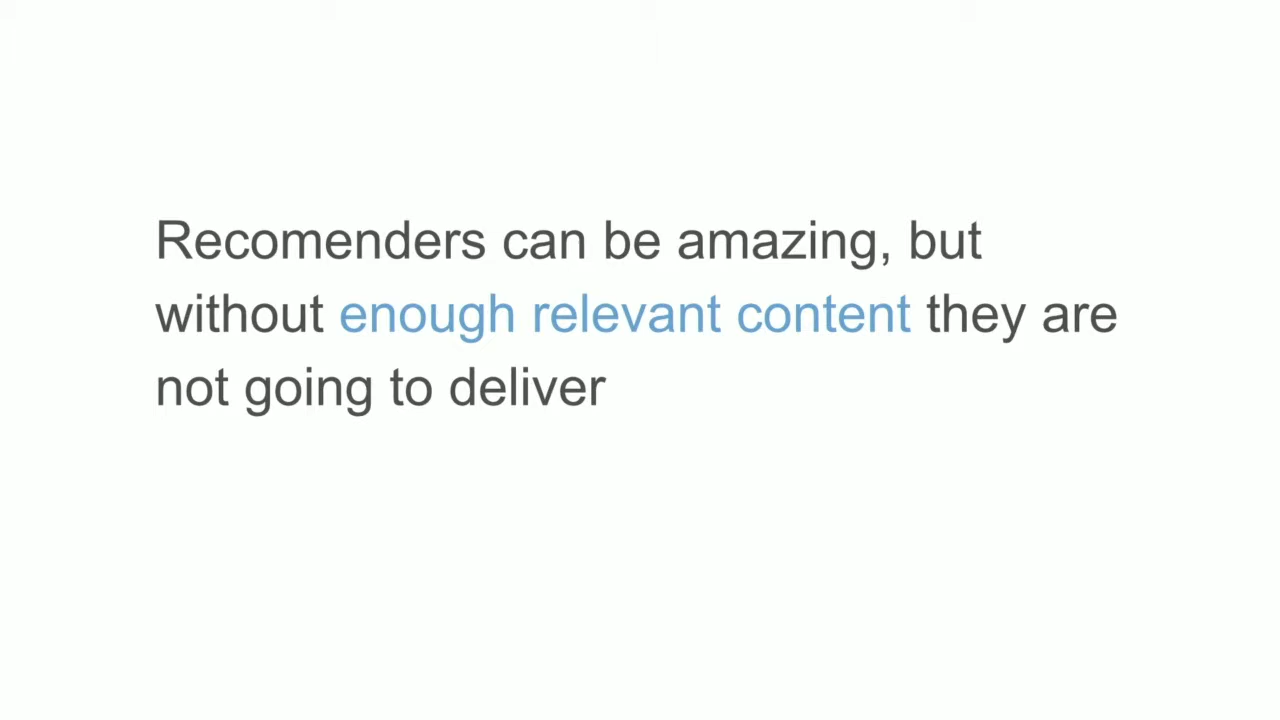 Recomenders can be amazing, but
without enough relevant content they are
not going to deliver